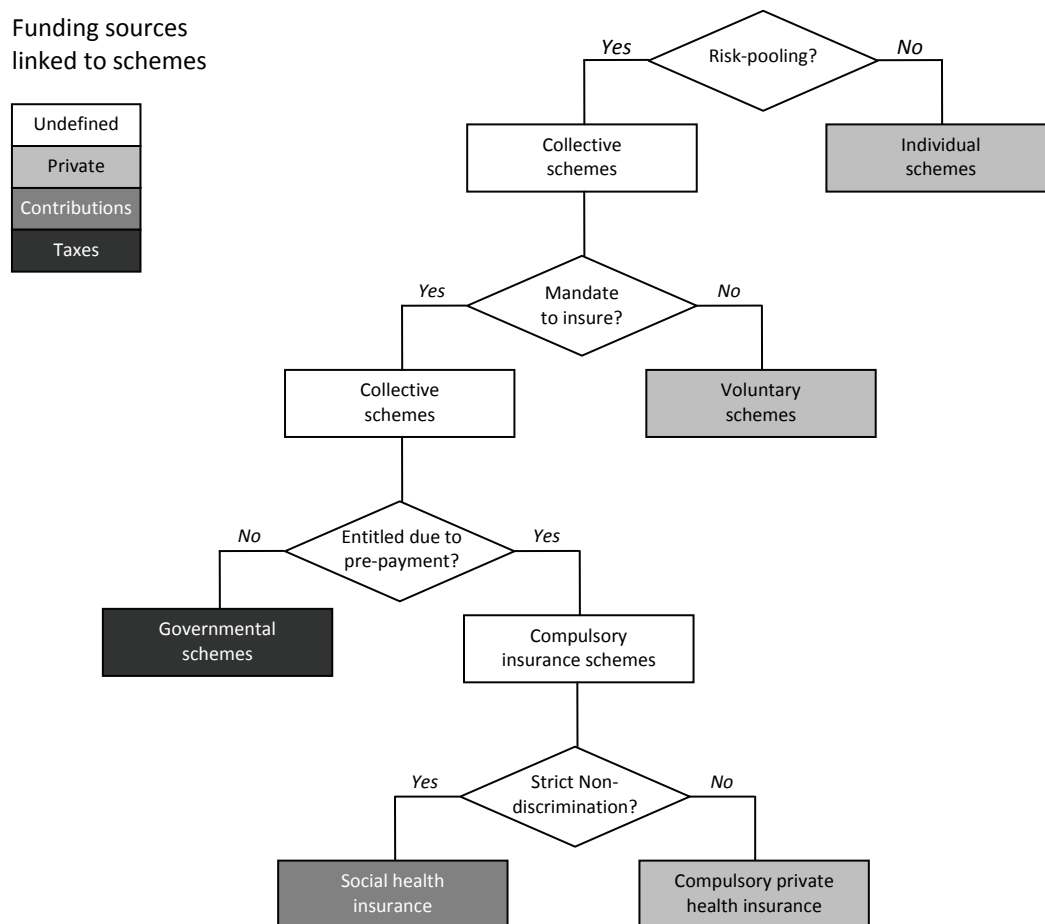 Funding sources
linked to schemes
Undefined
Private
Contributions
Taxes
Yes
Risk-pooling?
No
Collective
schemes
Individual
schemes
Yes
Mandate
to insure?
No
Collective
schemes
Voluntary
schemes
No
Entitled due to
pre-payment?
Yes
Governmental
schemes
Compulsory
insurance schemes
Yes
Strict Non-
discrimination?
No
Social health
insurance
Compulsory private
health insurance